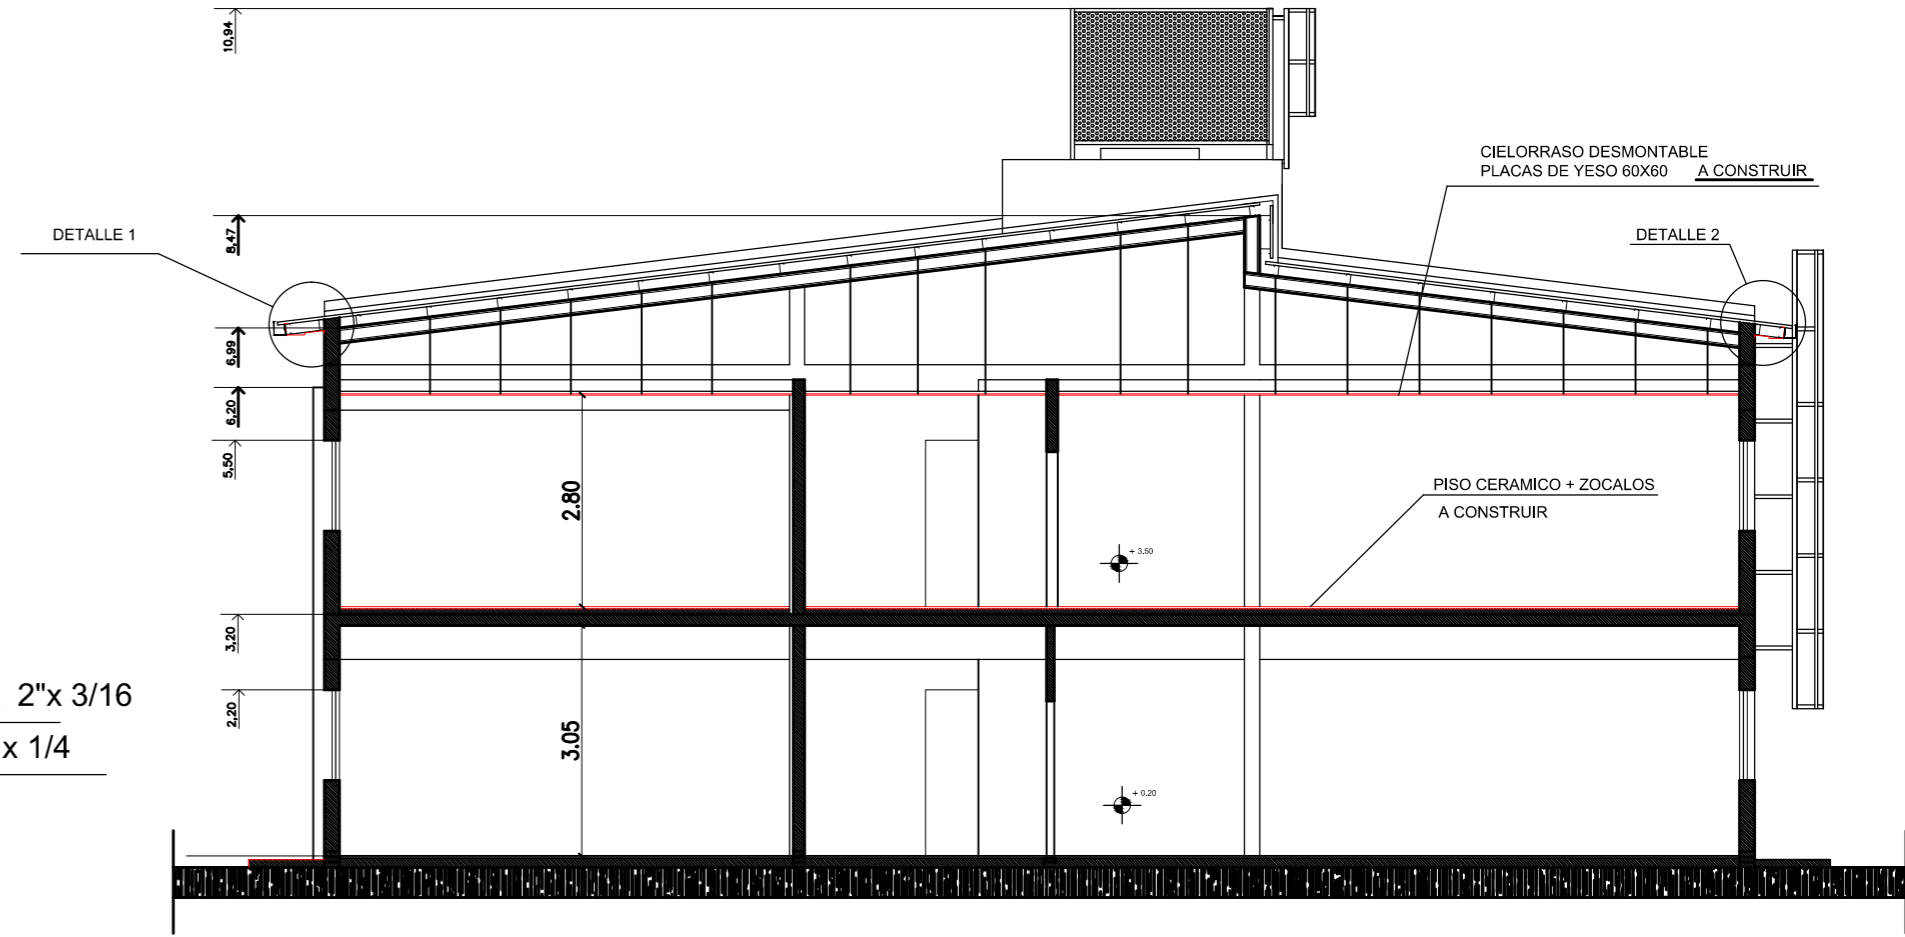 10,94
CIELORRASO DESMONTABLE
PLACAS DE YESO 60X60 A CONSTRUIR
DETALLE 1
8,47
DETALLE 2
6,99
6,20
5,50
2.80
PISO CERAMICO + ZOCALOS
A CONSTRUIR
+ 3.50
3,20
2"x 3/16
2,20
x 1/4
3.05
+ 0.20